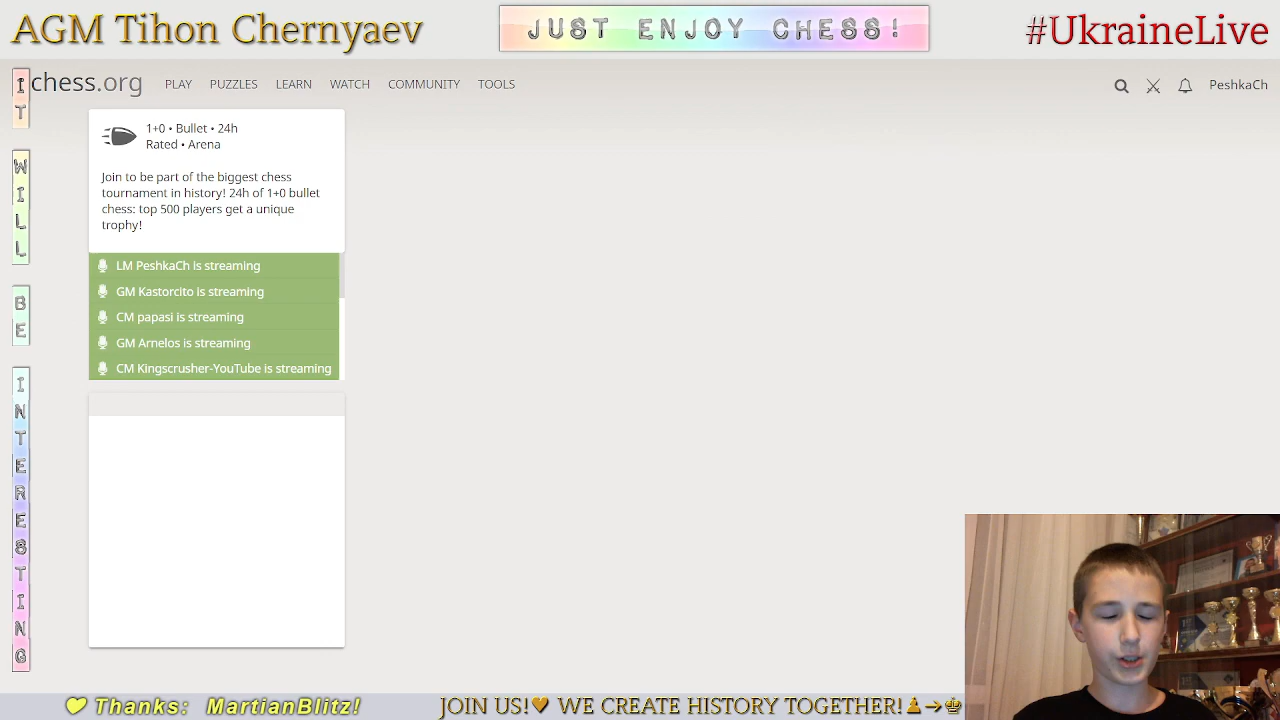 AGM Tihon Chernyaev
JUST ENJOY CHESS!
#UkraineLive
chess.org
PLAY
PUZZLES
LEARN
WATCH
COMMUNITY
TOOLS
PeshkaCh
IT
WILL
BE
INTERESTING
1+0 • Bullet • 24h
Rated • Arena
Join to be part of the biggest chess
tournament in history! 24h of 1+0 bullet
chess: top 500 players get a unique
trophy!
LM PeshkaCh is streaming
GM Kastorcito is streaming
CM papasi is streaming
GM Arnelos is streaming
CM Kingscrusher-YouTube is streaming
Thanks: MartianBlitz!
JOIN US!♥ WE CREATE HISTORY TOGETHER!♟→♚